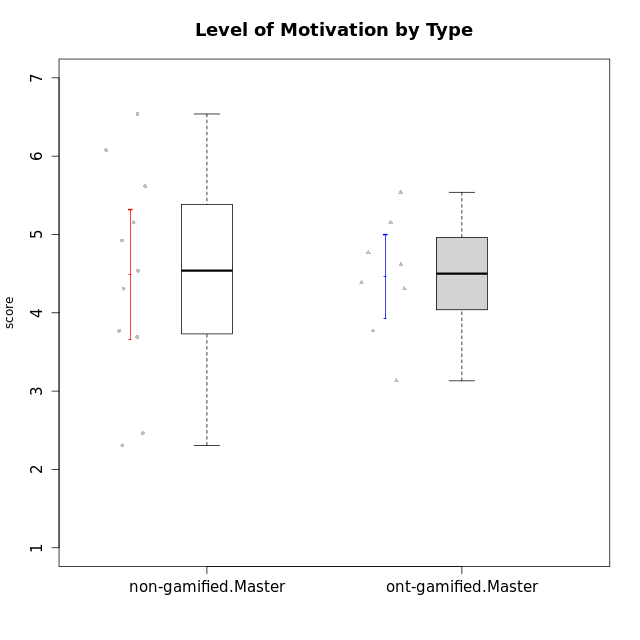 Level of Motivation by Type
score
7
6
5
4
3
2
1
non-gamified.Master
ont-gamified.Master